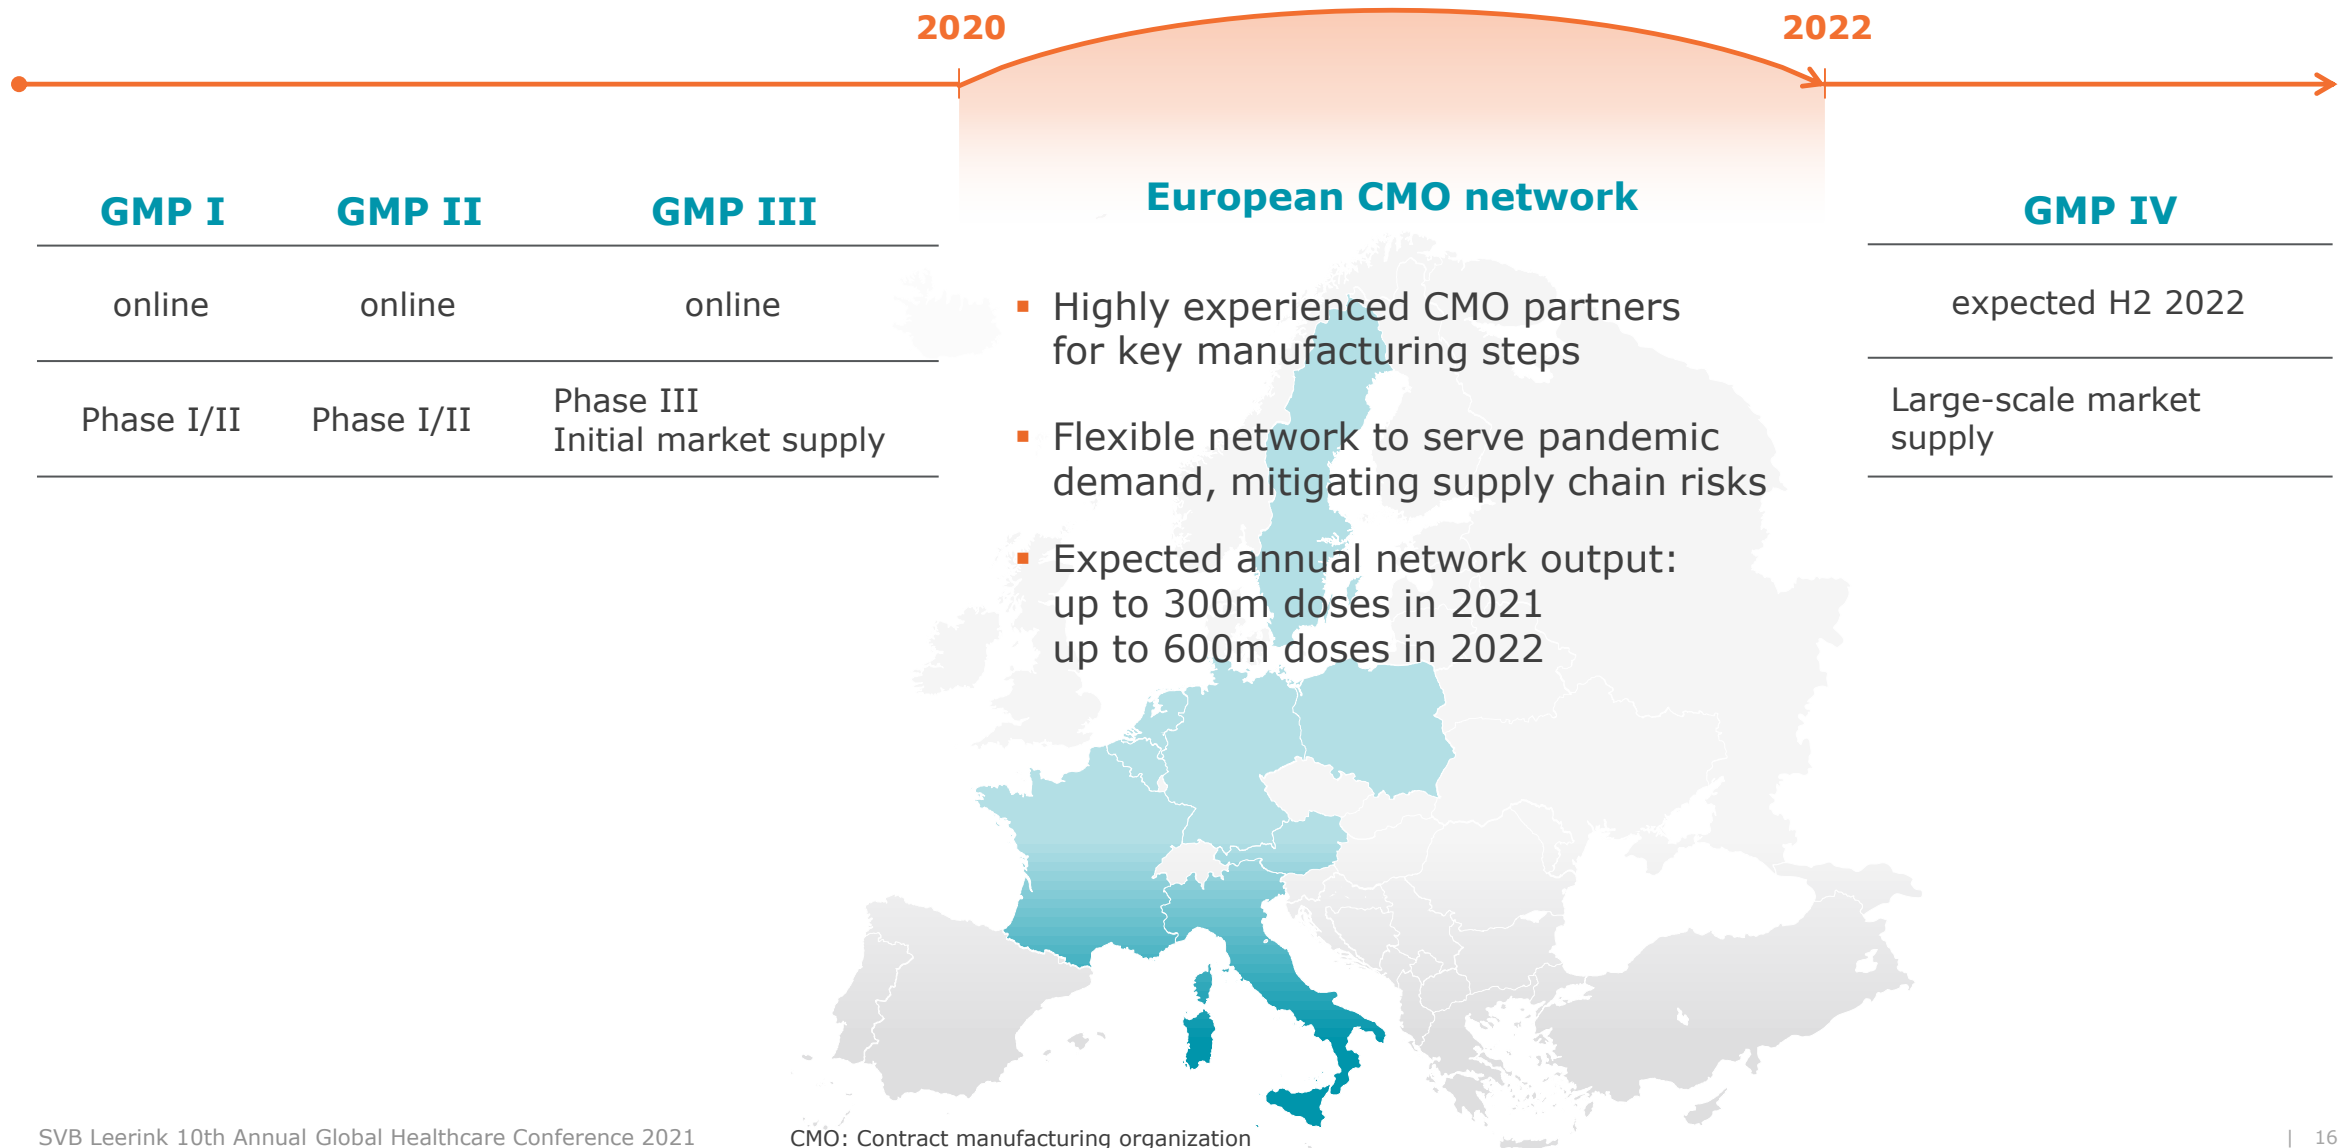 2020
2022
GMP I
GMP II
GMP III
online
online
online
Phase I/II
Phase I/II
Phase III
Initial market supply
European CMO network
▪ Highly experienced CMO partners
for key manufacturing steps
▪ Flexible network to serve pandemic
demand, mitigating supply chain risks
▪ Expected annual network output:
up to 300m doses in 2021
up to 600m doses in 2022
GMP IV
expected H2 2022
Large-scale market
supply
SVB Leerink 10th Annual Global Healthcare Conference 2021
CMO: Contract manufacturing organization
| 16